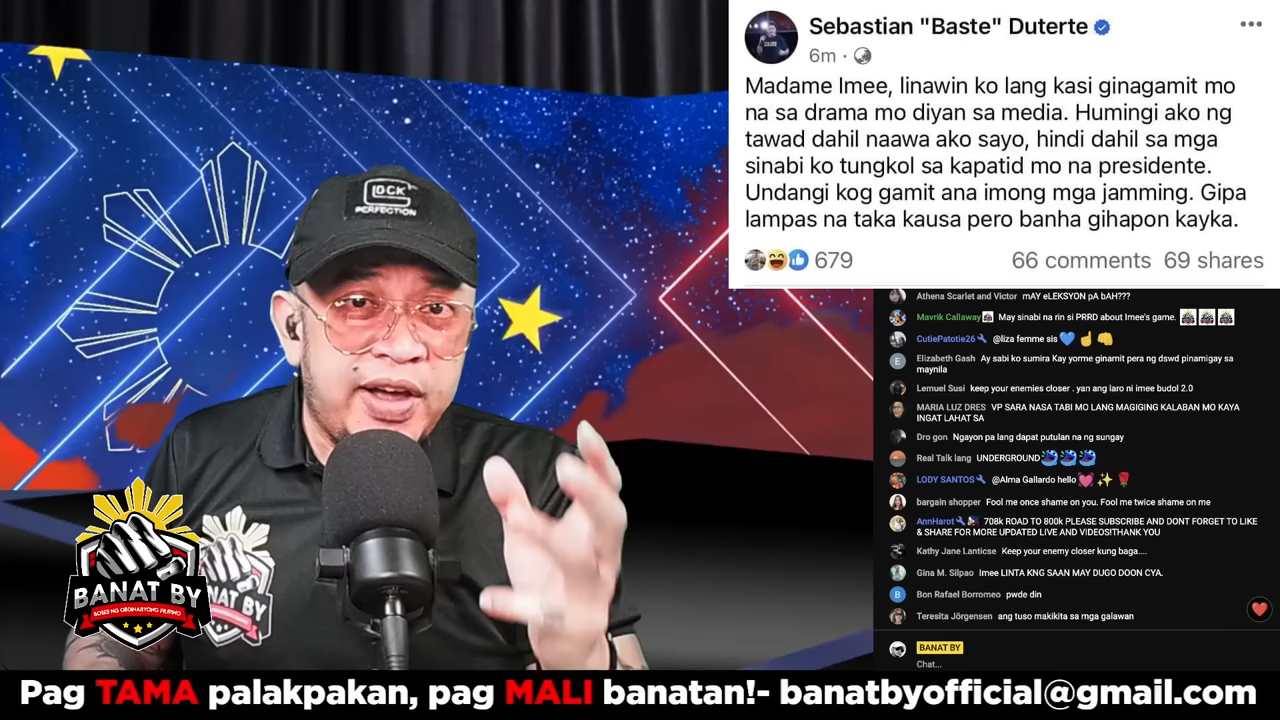 Sebastian "Baste" Duterte
6m ·
Madame Imee, linawin ko lang kasi ginagamit mo
na sa drama mo diyan sa media. Humingi ako ng
tawad dahil naawa ako sayo, hindi dahil sa mga
sinabi ko tungkol sa kapatid mo na presidente.
Undangi kog gamit ana imong mga jamming. Gipa
lampas na taka kausa pero banha gihapon kayka.
679
66 comments 69 shares
GLOCK
PERFECTION
Athena Scarlet and Victor mAY eLEKSYON pA bAH???
Mavrik Callaway May sinabi na rin si PRRD about Imee's game.
CutiePatotie26 @liza femme sis
E
Elizabeth Gash Ay sabi ko sumira Kay yorme ginamit pera ng dswd pinamigay sa
maynila
Lemuel Susi keep your enemies closer . yan ang laro ni imee budol 2.0
MARIA LUZ DRES VP SARA NASA TABI MO LANG MAGIGING KALABAN MO KAYA
INGAT LAHAT SA
Dro gon Ngayon pa lang dapat putulan na ng sungay
Real Taik lang UNDERGROUND
LODY SANTOS @Alma Gallardo hello
bargain shopper Fool me once shame on you. Fool me twice shame on me
AnnHarot 708k ROAD TO 800k PLEASE SUBSCRIBE AND DONT FORGET TO LIKE
& SHARE FOR MORE UPDATED LIVE AND VIDEOS!THANK YOU
Kathy Jane Lanticse Keep your enemy closer kung baga....
Gina M. Silpao Imee LINTA KNG SAAN MAY DUGO DOON CYA.
B
Bon Rafael Borromeo pwde din
Teresita Jörgensen ang tuso makikita sa mga galawan
BANAT BY
Chat...
BANAT BY
BOSES NG ORDINARYONG PILIPINO
NAT BY
Pag TAMA palakpakan, pag MALI banatan!- banatbyofficial@gmail.com